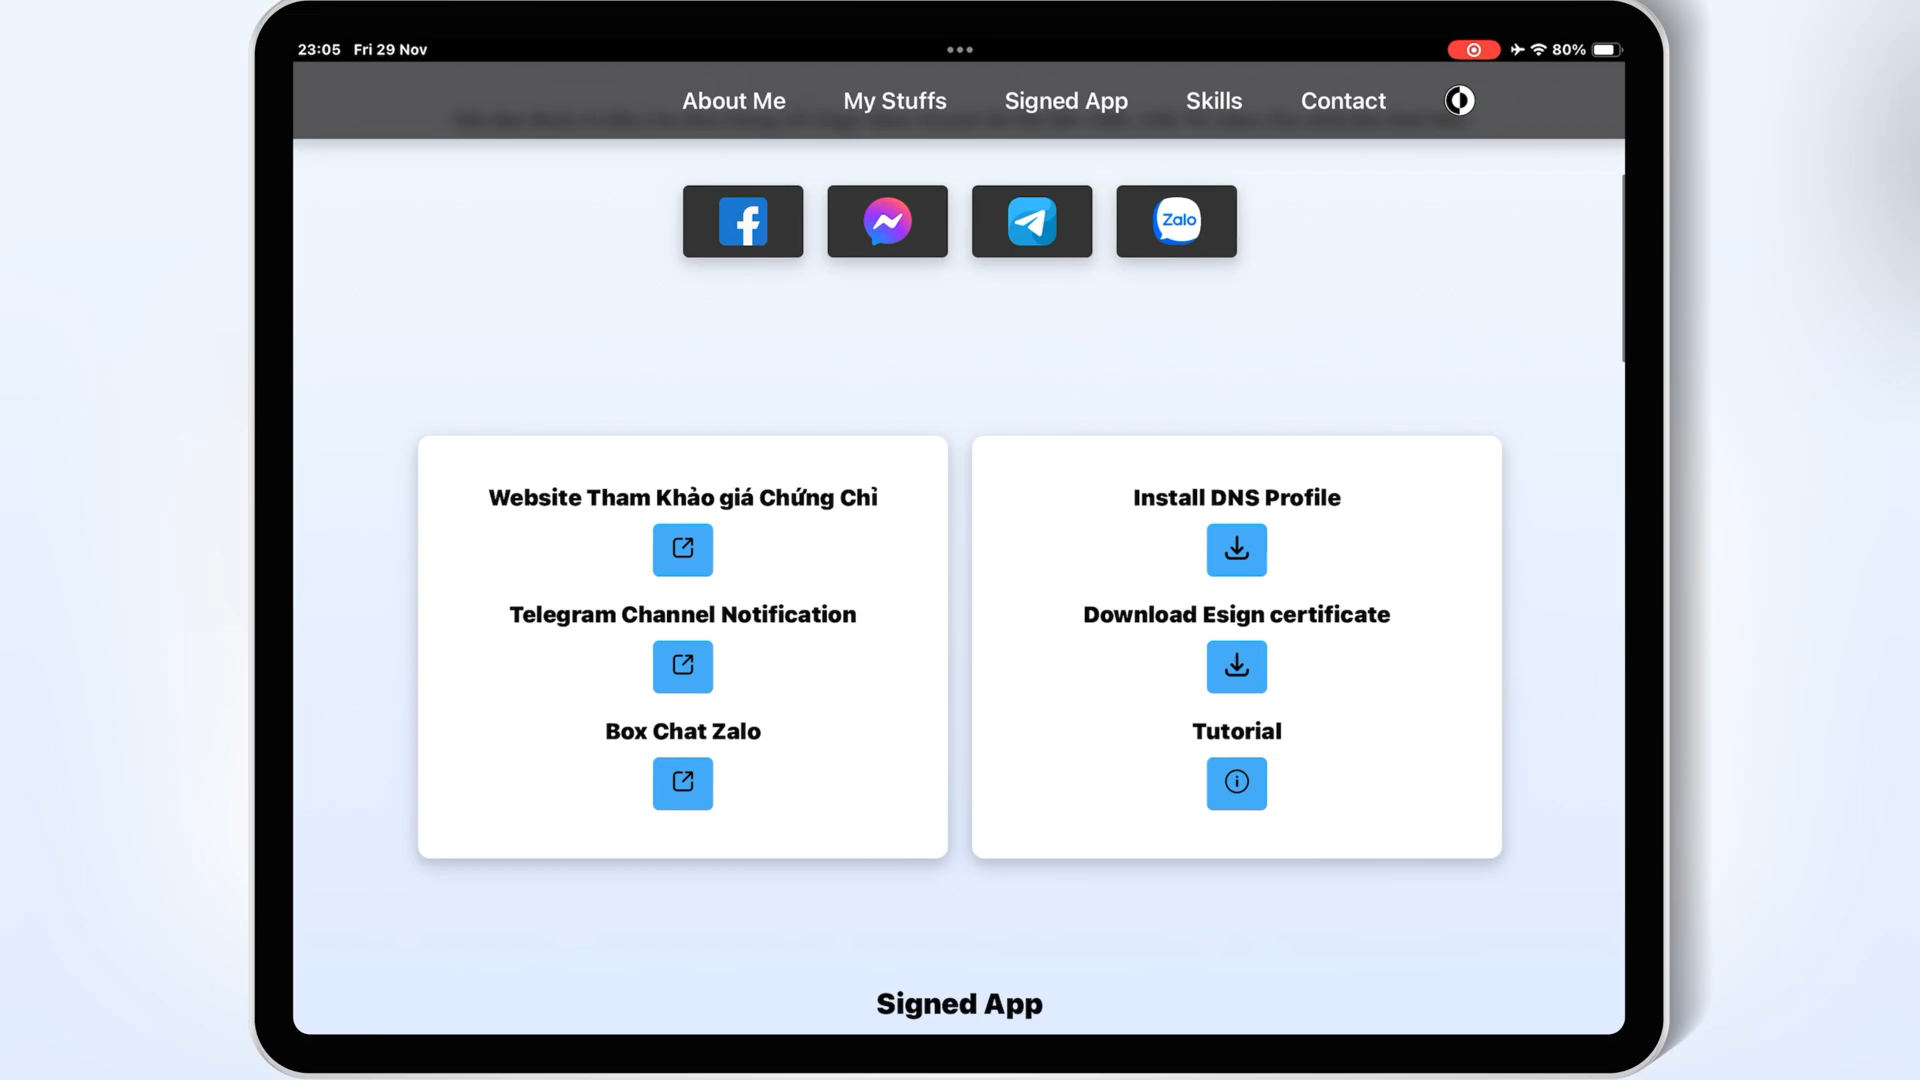 23:05 Fri 29 Nov
80%
About Me My Stuffs Signed App Skills Contact
Zalo
Website Tham Khảo giá Chứng Chỉ
Install DNS Profile
Telegram Channel Notification
Download Esign certificate
Box Chat Zalo
Tutorial
Signed App